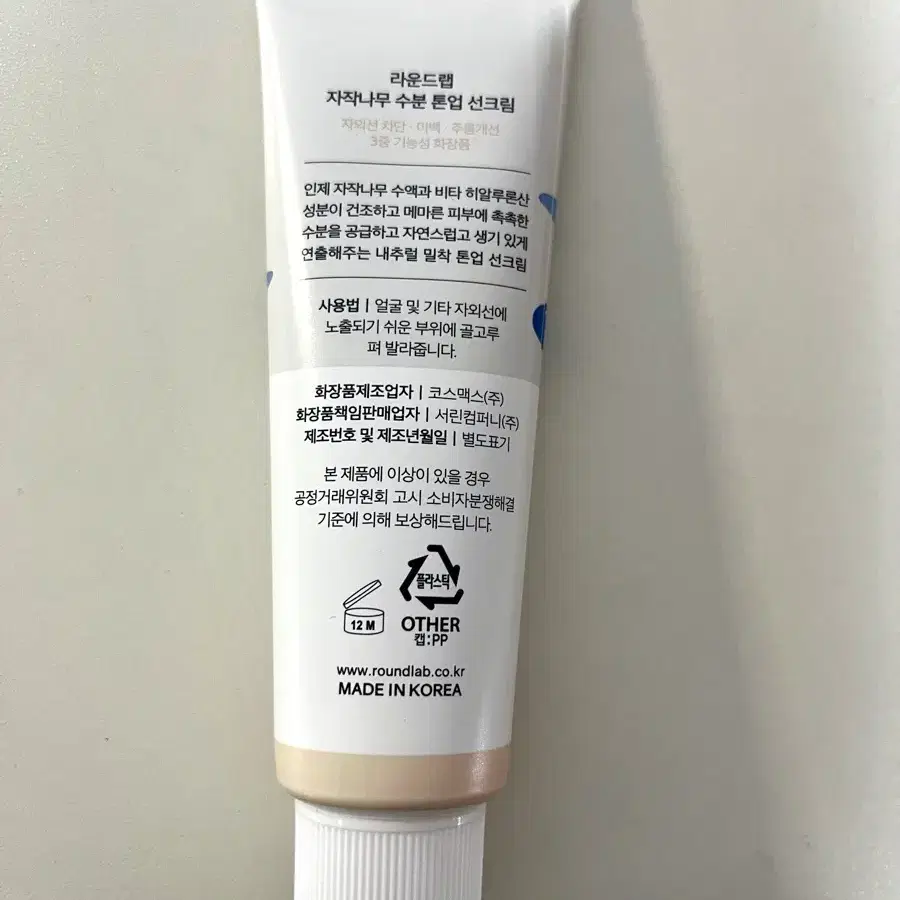 라운드랩
자작나무 수분 톤업 선크림
자외선 차단 · 미백 · 주름개선
3중 기능성 화장품
인제 자작나무 수액과 비타 히알루론산
성분이 건조하고 메마른 피부에 촉촉한
수분을 공급하고 자연스럽고 생기 있게
연출해주는 내추럴 밀착 톤업 선크림
사용법 | 얼굴 및 기타 자외선에
노출되기 쉬운 부위에 골고루
펴 발라줍니다.
화장품제조업자 | 코스맥스(주)
화장품책임판매업자 | 서린컴퍼니(주)
제조번호 및 제조년월일 | 별도표기
본 제품에 이상이 있을 경우
공정거래위원회 고시 소비자분쟁해결
기준에 의해 보상해드립니다.
플라스틱
12 M
OTHER
캡:PP
www.roundlab.co.kr
MADE IN KOREA